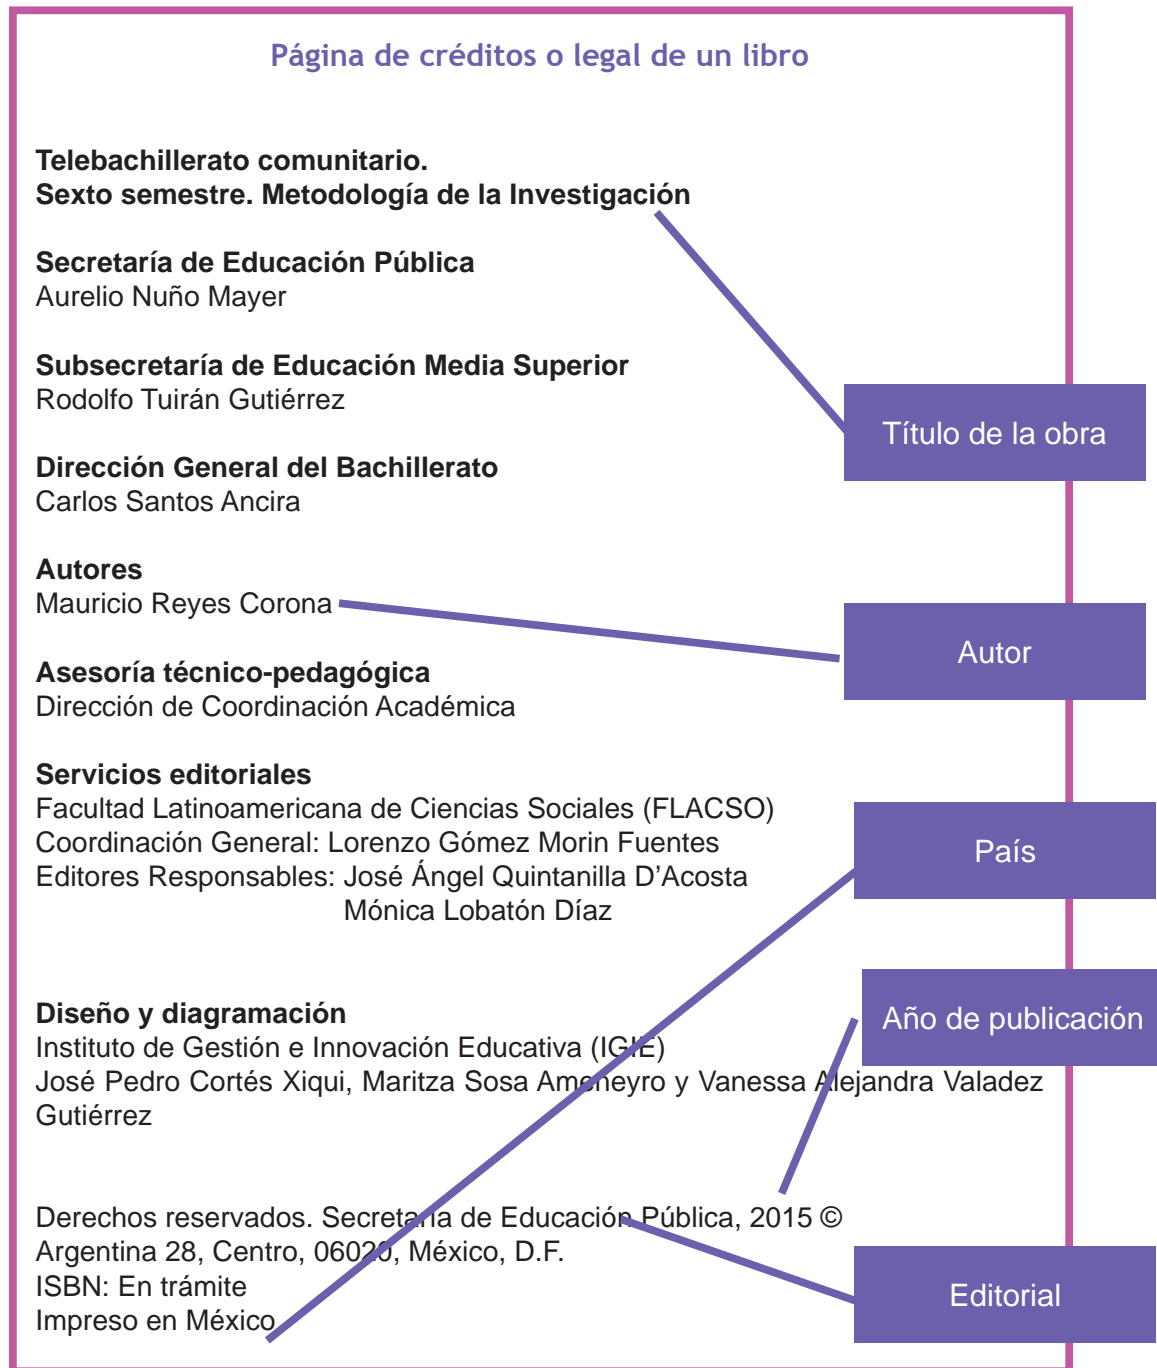 Página de créditos o legal de un libro
Telebachillerato comunitario.
Sexto semestre. Metodología de la Investigación
Secretaría de Educación Pública
Aurelio Nuño Mayer
Subsecretaría de Educación Media Superior
Rodolfo Tuirán Gutiérrez
Título de la obra
Dirección General del Bachillerato
Carlos Santos Ancira
Autores
Mauricio Reyes Corona
Autor
Asesoría técnico-pedagógica
Dirección de Coordinación Académica
Servicios editoriales
Facultad Latinoamericana de Ciencias Sociales (FLACSO)
Coordinación General: Lorenzo Gómez Morin Fuentes
País
Editores Responsables: José Ángel Quintanilla D’Acosta
Mónica Lobatón Díaz
Año de publicación
Diseño y diagramación
Instituto de Gestión e Innovación Educativa (IGIE)
José Pedro Cortés Xiqui, Maritza Sosa Ameneyro y Vanessa Alejandra Valadez
Gutiérrez
Derechos reservados. Secretaría de Educación Pública, 2015 ©
Argentina 28, Centro, 06020, México, D.F.
ISBN: En trámite
Editorial
Impreso en México